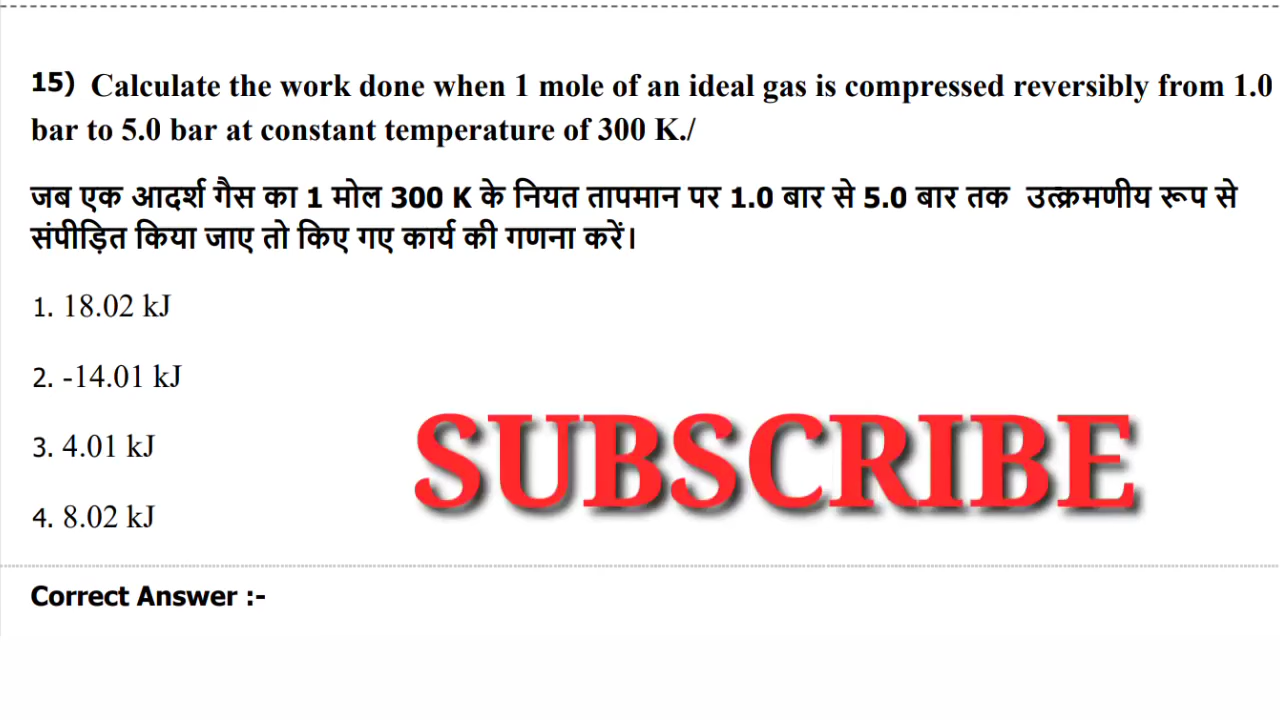 15) Calculate the work done when 1 mole of an ideal gas is compressed reversibly from 1.0
bar to 5.0 bar at constant temperature of 300 K./
जब एक आदर्श गैस का 1 मोल 300 K के नियत तापमान पर 1.0 बार से 5.0 बार तक उत्क्रमणीय रूप से
संपीड़ित किया जाए तो किए गए कार्य की गणना करें।
1. 18.02 kJ
2. -14.01 kJ
3. 4.01 kJ
4. 8.02 kJ
SUBSCRIBE
Correct Answer :-